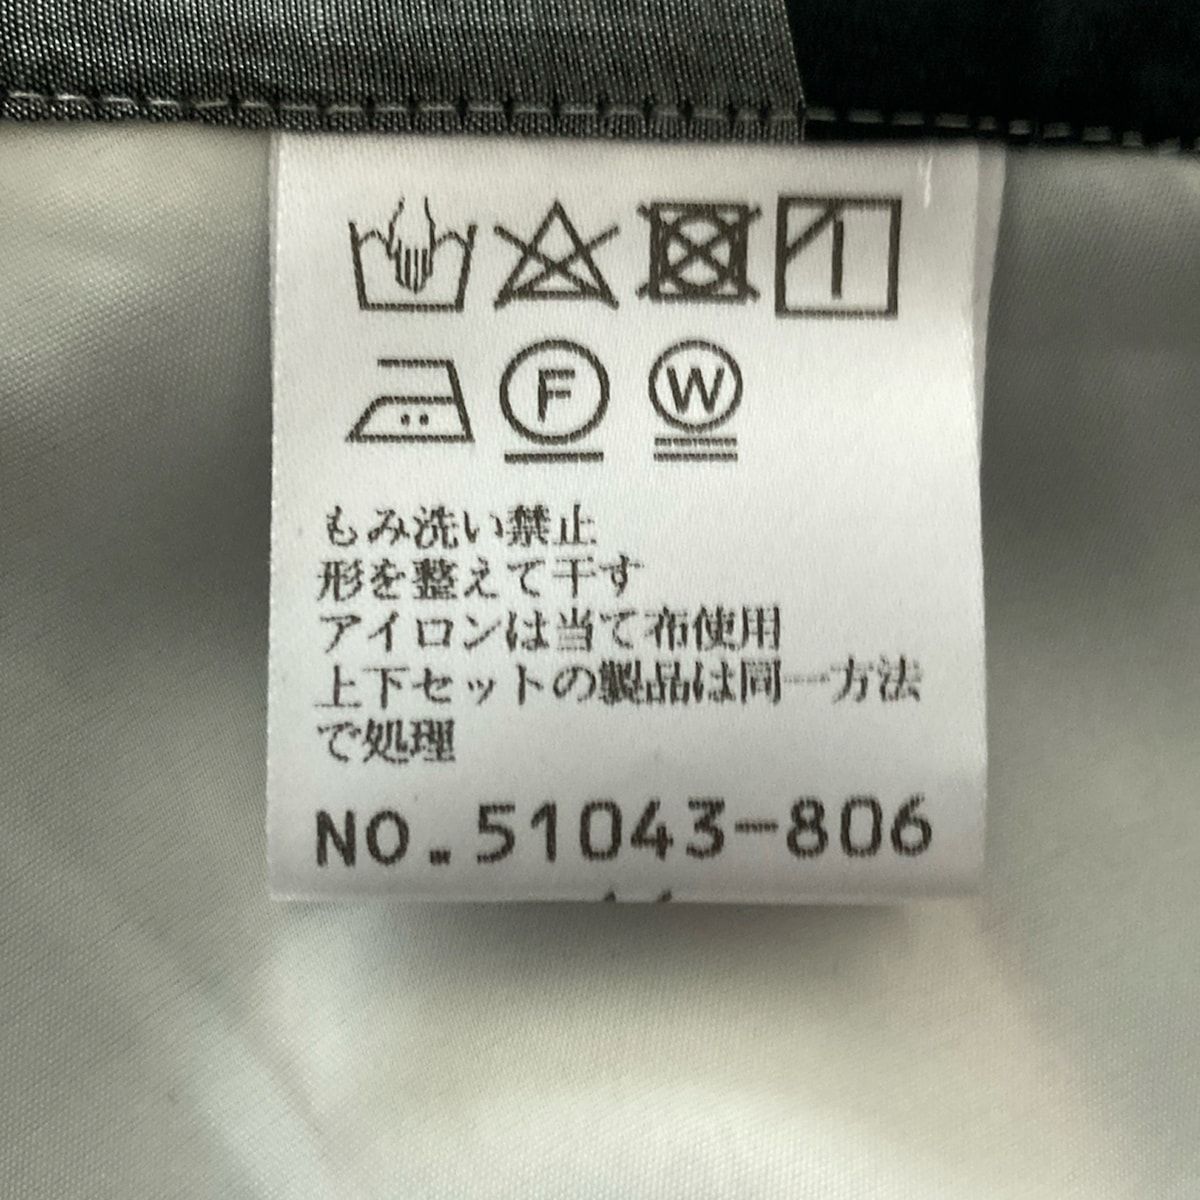 F W
もみ洗い禁止
形を整えて干す
アイロンは当て布使用
上下セットの製品は同一方法
で処理
NO.51043-806